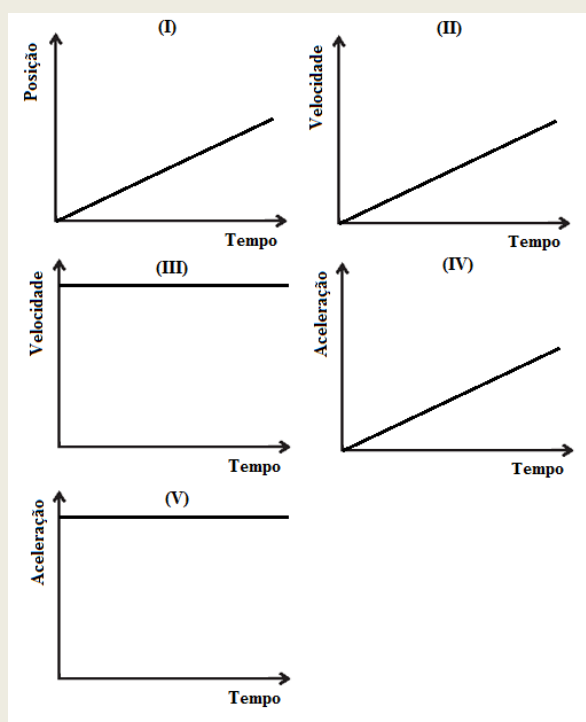 (I)
Posição
Tempo
(II)
Velocidade
Tempo
(III)
Velocidade
Tempo
(IV)
Aceleração
Tempo
(V)
Aceleração
Tempo